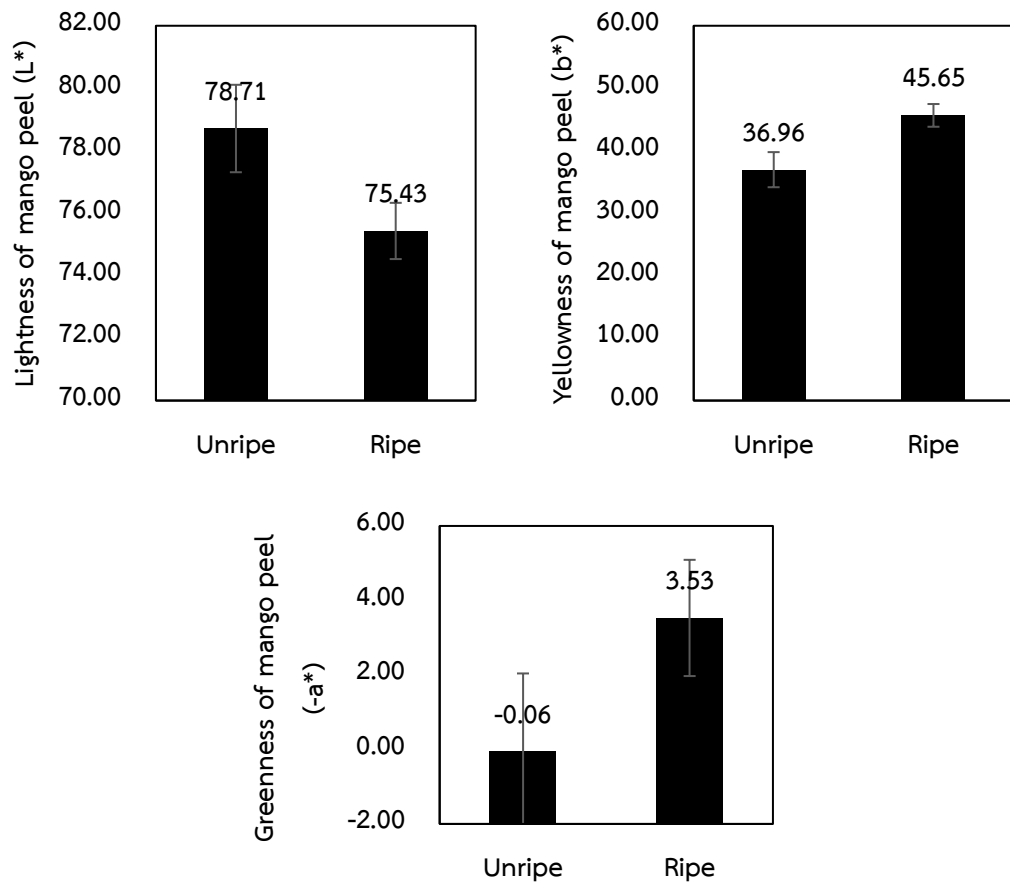 Lightness of mango peel (L*)
82.00
80.00
78.00
76.00
74.00
72.00
70.00
78.71
75.43
Unripe
Ripe
Yellowness of mango peel (b*)
60.00
50.00
40.00
30.00
20.00
10.00
0.00
36.96
45.65
Unripe
Ripe
Greenness of mango peel
(-a*)
6.00
4.00
2.00
0.00
-2.00
-0.06
3.53
Unripe
Ripe